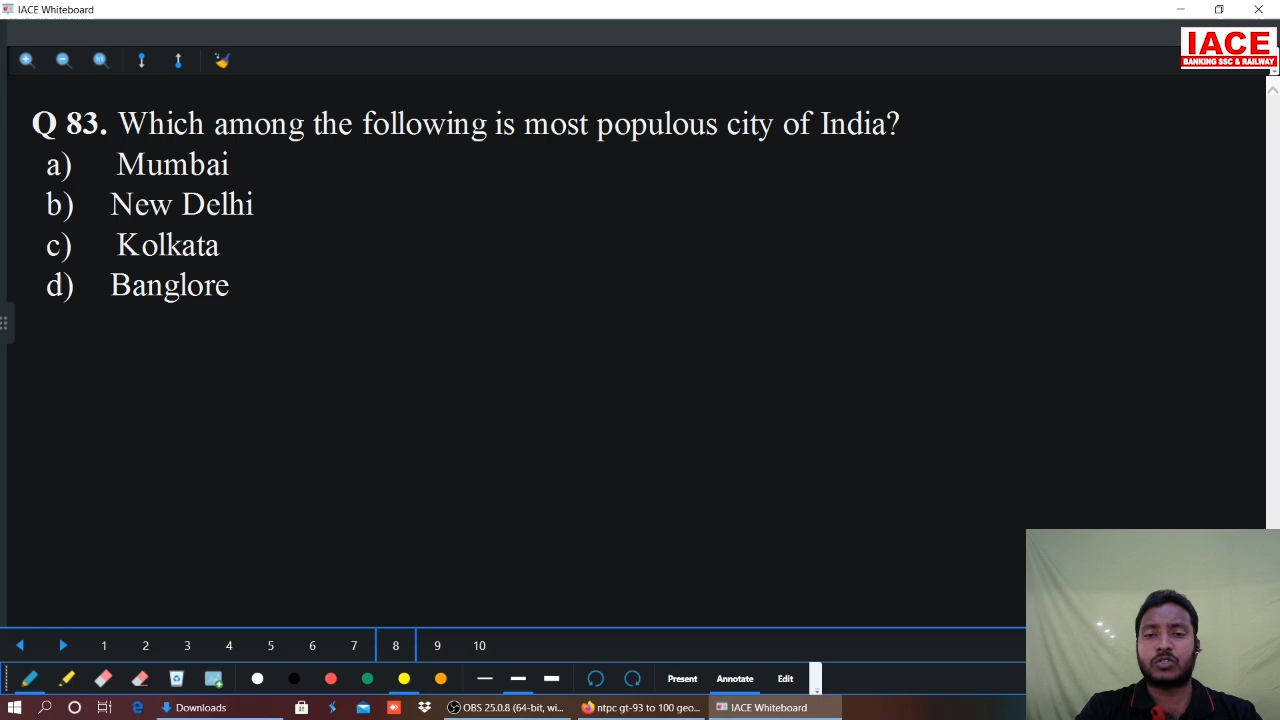 IACE Whiteboard
IACE
BANKING SSC & RAILWAY
Q 83. Which among the following is most populous city of India?
a) Mumbai
b) New Delhi
c) Kolkata
d) Banglore
1 2 3 4 5 6 7 8 9 10
Present Annotate Edit
Downloads OBS 25.0.8 (64-bit, wi... ntpc gt-93 to 100 geo... IACE Whiteboard